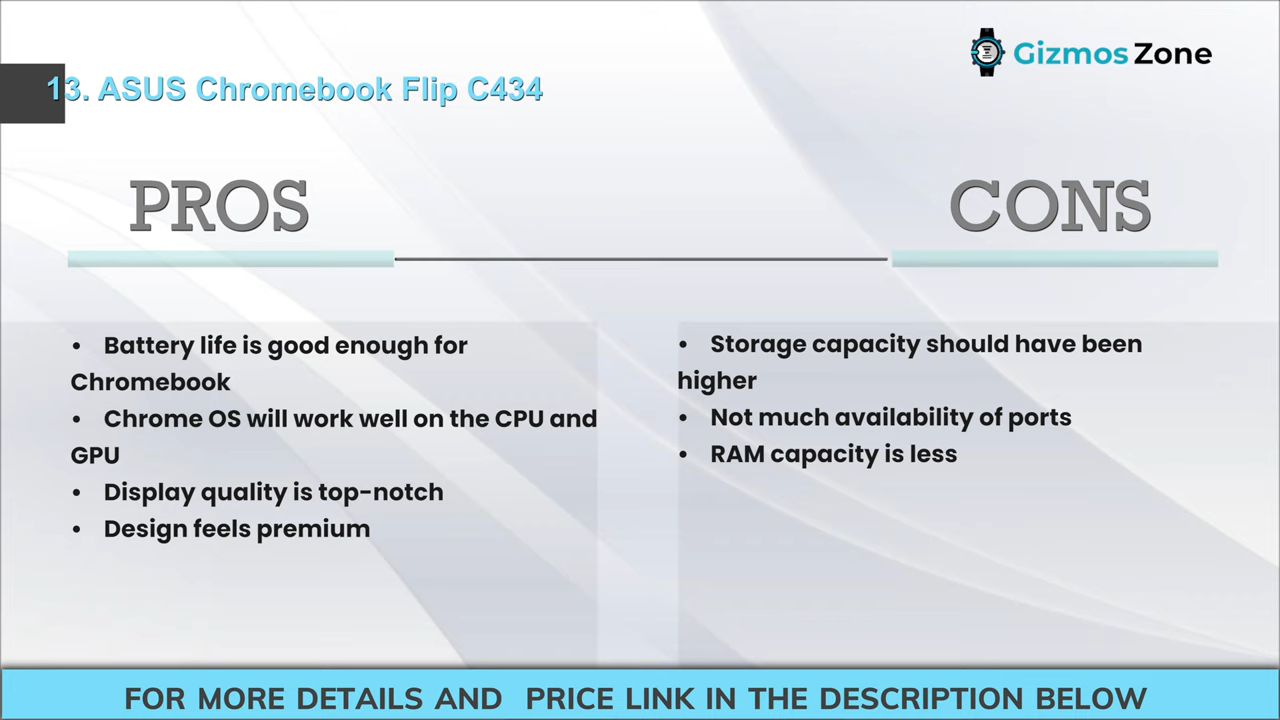 Gizmos Zone
13. ASUS Chromebook Flip C434
PROS
CONS
• Battery life is good enough for
Chromebook
• Chrome OS will work well on the CPU and
GPU
• Display quality is top-notch
• Design feels premium
• Storage capacity should have been
higher
• Not much availability of ports
• RAM capacity is less
FOR MORE DETAILS AND PRICE LINK IN THE DESCRIPTION BELOW